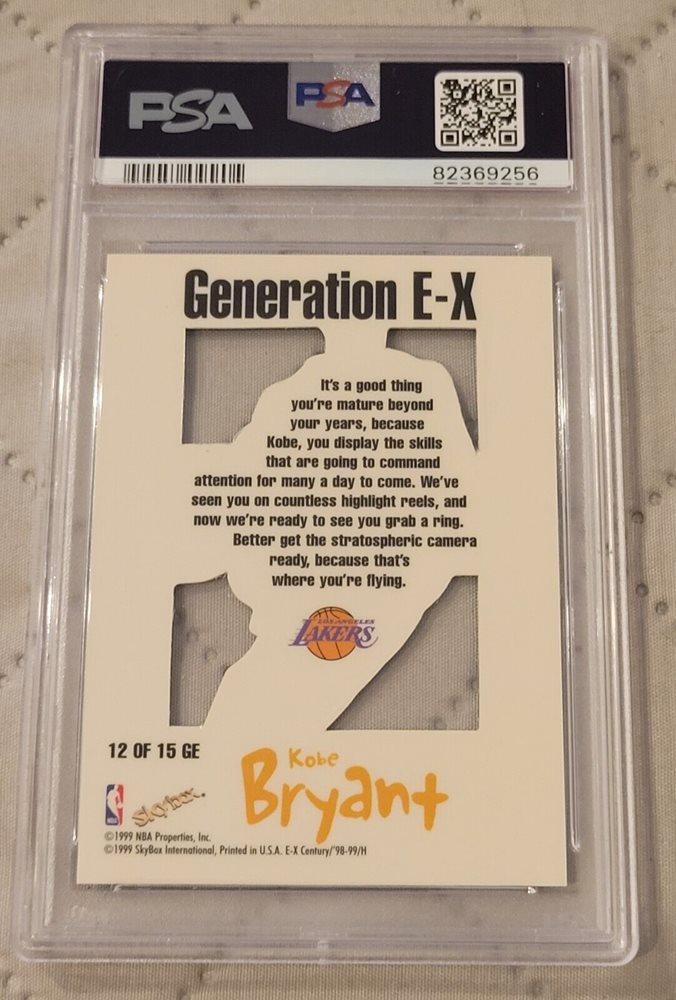 PSA
PSA
82369256
Generation E-X
It's a good thing
you're mature beyond
your years, because
Kobe, you display the skills
that are going to command
attention for many a day to come. We've
seen you on countless highlight reels, and
now we're ready to see you grab a ring.
Better get the stratospheric camera
ready, because that's
where you're flying.
LOS ANGELES
LAKERS
12 OF 15 GE
Kobe
Bryant
NBA
SkyBox.
©1999 NBA Properties, Inc.
©1999 SkyBox International, Printed in U.S.A. E-X Century/'98-99/H